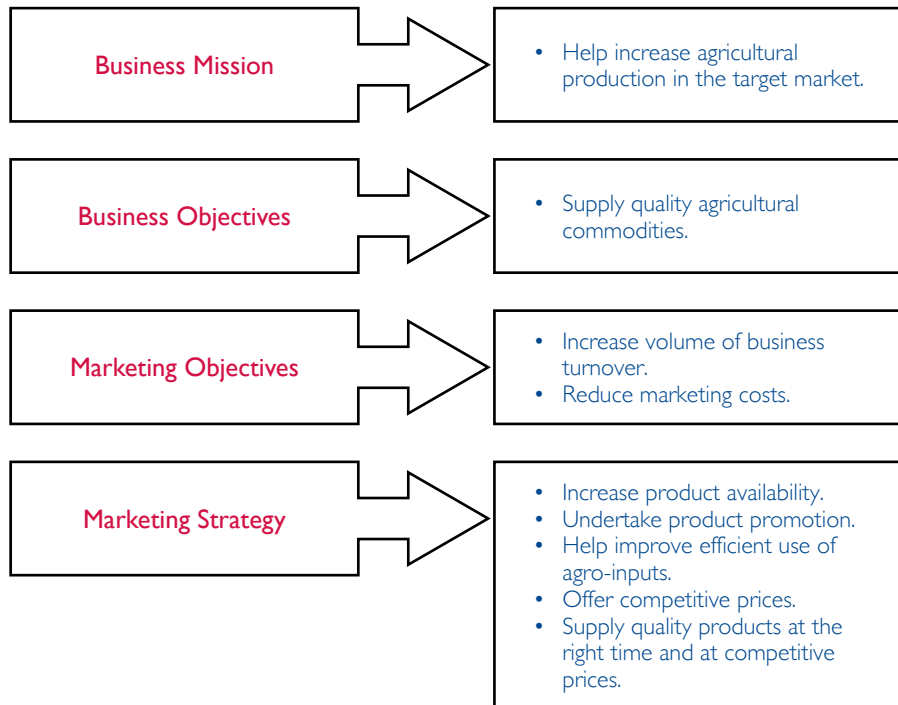 Business Mission
• Help increase agricultural
production in the target market.
Business Objectives
• Supply quality agricultural
commodities.
Marketing Objectives
• Increase volume of business
turnover.
• Reduce marketing costs.
Marketing Strategy
• Increase product availability.
• Undertake product promotion.
• Help improve efficient use of
agro-inputs.
• Offer competitive prices.
• Supply quality products at the
right time and at competitive
prices.